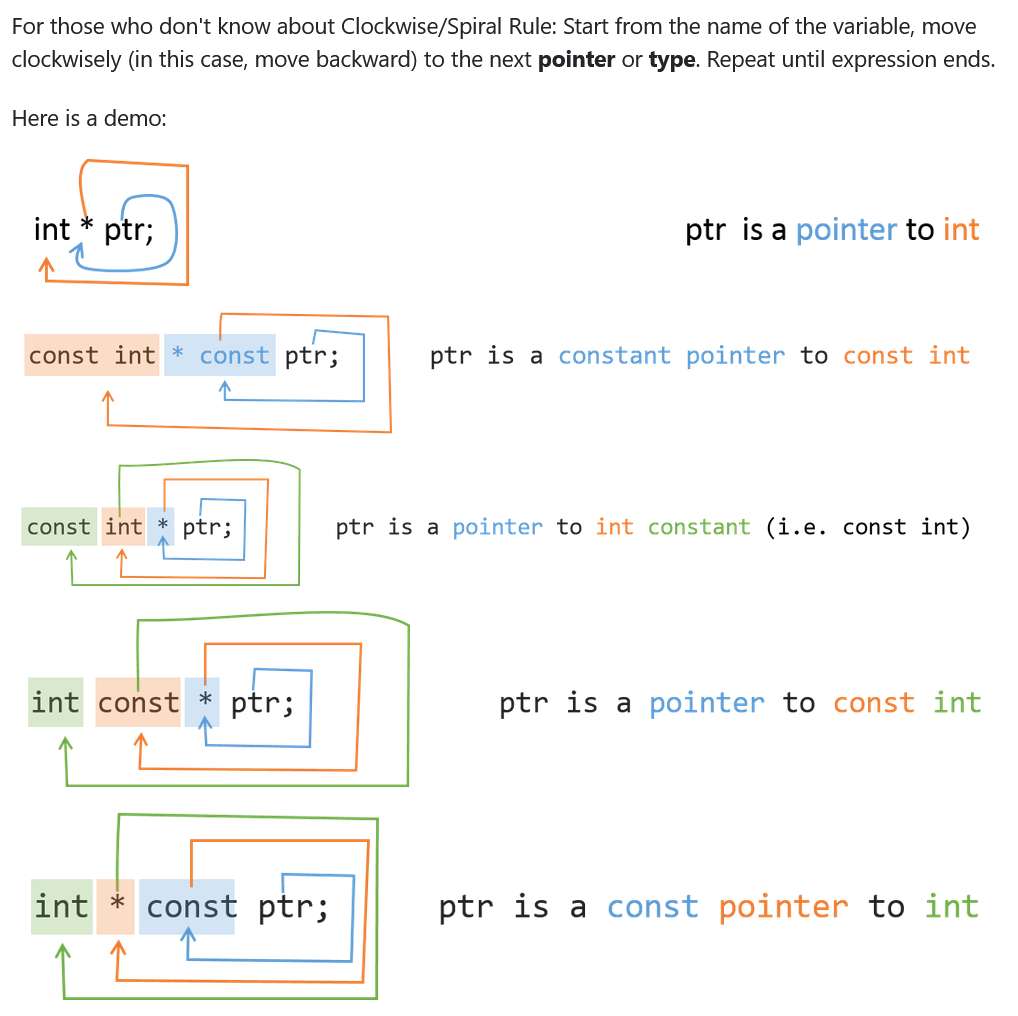 For those who don't know about Clockwise/Spiral Rule: Start from the name of the variable, move
clockwisely (in this case, move backward) to the next pointer or type. Repeat until expression ends.
Here is a demo:
int * ptr;
ptr is a pointer to int
const int * const ptr;
ptr is a constant pointer to const int
const int * ptr;
ptr is a pointer to int constant (i.e. const int)
int const * ptr;
ptr is a pointer to const int
int * const ptr;
ptr is a const pointer to int